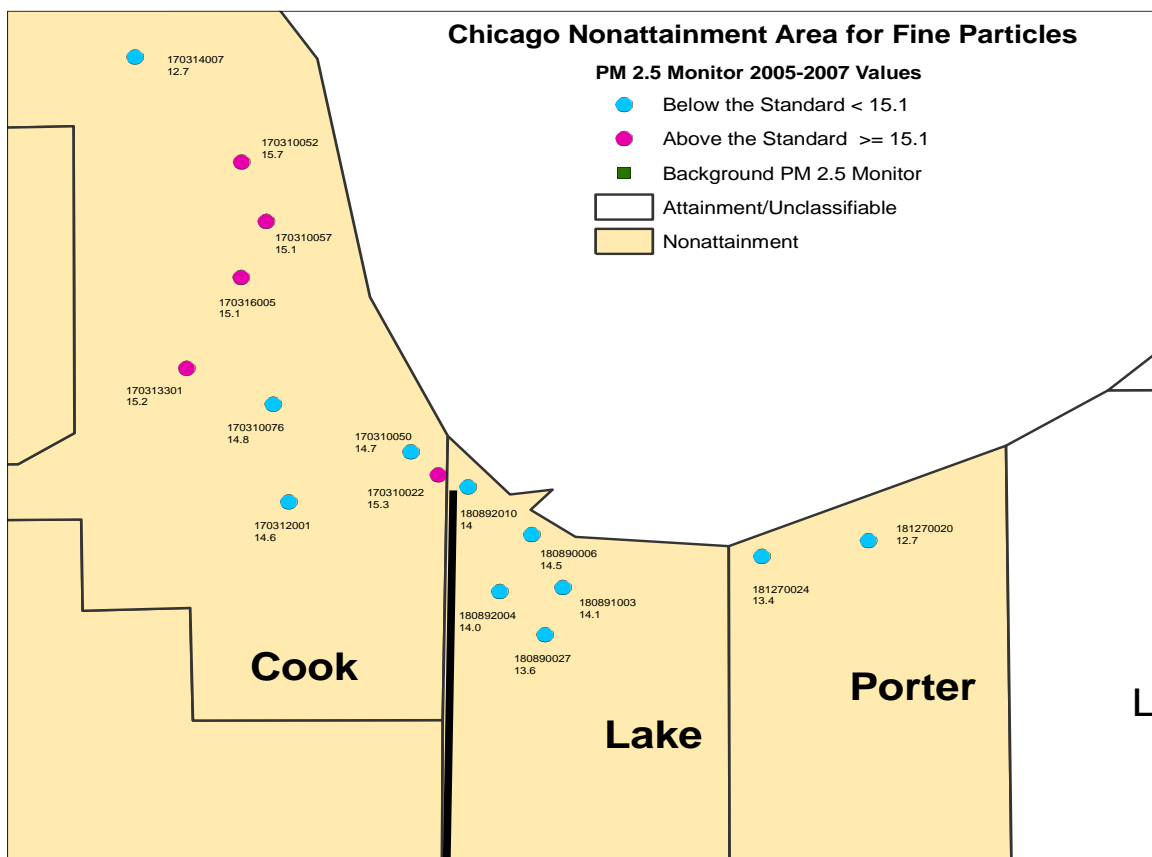 Chicago Nonattainment Area for Fine Particles
PM 2.5 Monitor 2005-2007 Values
Below the Standard < 15.1
Above the Standard >= 15.1
Background PM 2.5 Monitor
Attainment/Unclassifiable
Nonattainment
170314007
12.7
170310052
15.7
170310057
15.1
170316005
15.1
170313301
15.2
170310076
14.8
170310050
14.7
170310022
15.3
170312001
14.6
180892010
14
180890006
14.5
180892004
14.0
180891003
14.1
180890027
13.6
181270020
12.7
181270024
13.4
Cook
Lake
Porter
L